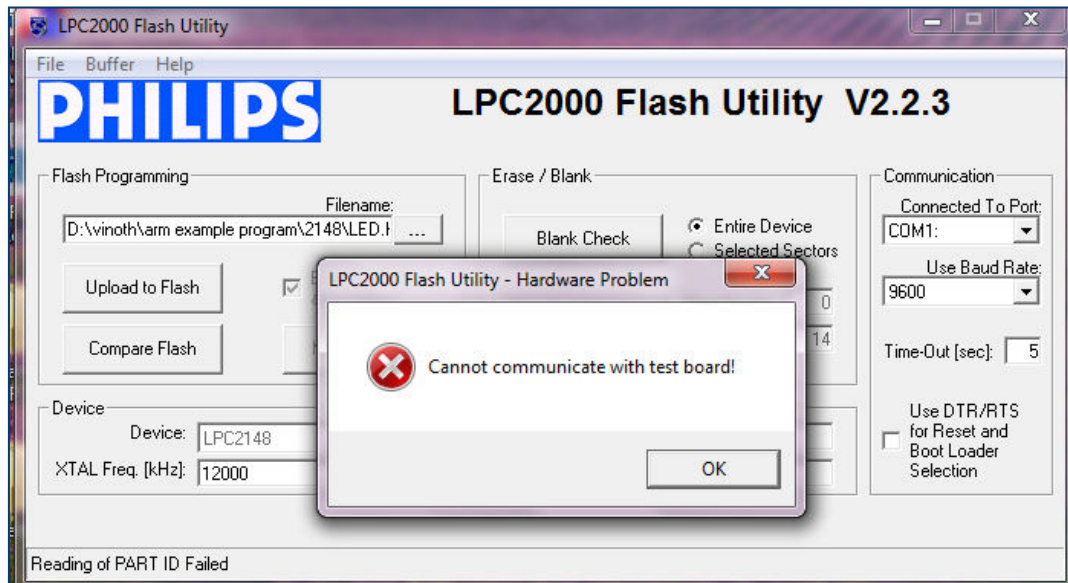 LPC2000 Flash Utility
File Buffer Help
PHILIPS
LPC2000 Flash Utility V2.2.3
Flash Programming
Filename:
D:\vinoth\arm example program\2148\LED.
...
Upload to Flash
Compare Flash
Erase / Blank
Blank Check
Entire Device
Selected Sectors
0
14
Communication
Connected To Port:
COM1:
Use Baud Rate:
9600
Time-Out [sec]: 5
Use DTR/RTS
for Reset and
Boot Loader
Selection
Device
Device: LPC2148
XTAL Freq. [kHz]: 12000
LPC2000 Flash Utility - Hardware Problem
Cannot communicate with test board!
OK
Reading of PART ID Failed